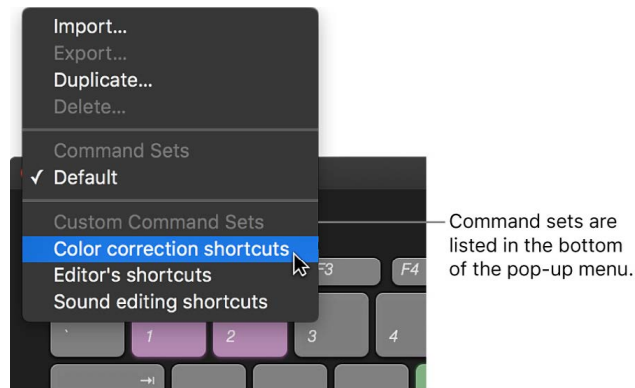 Import...
Export...
Duplicate...
Delete...
Command Sets
✓ Default
Custom Command Sets
Color correction shortcuts
Editor's shortcuts
Sound editing shortcuts
Command sets are
listed in the bottom
of the pop-up menu.
F3 F4
` 1 2 3 4